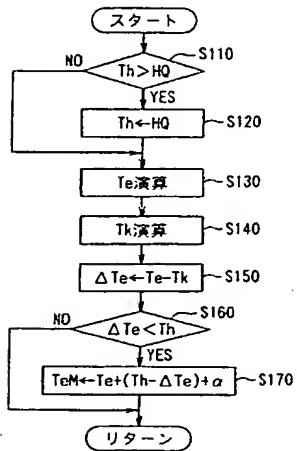 スタート
S110
NO
Th>HQ
YES
Th←HQ
S120
Te演算
S130
Tk演算
S140
ΔTe←Te-Tk
S150
S160
NO
ΔTe<Th
YES
TeM←Te+(Th-ΔTe)+α
S170
リターン